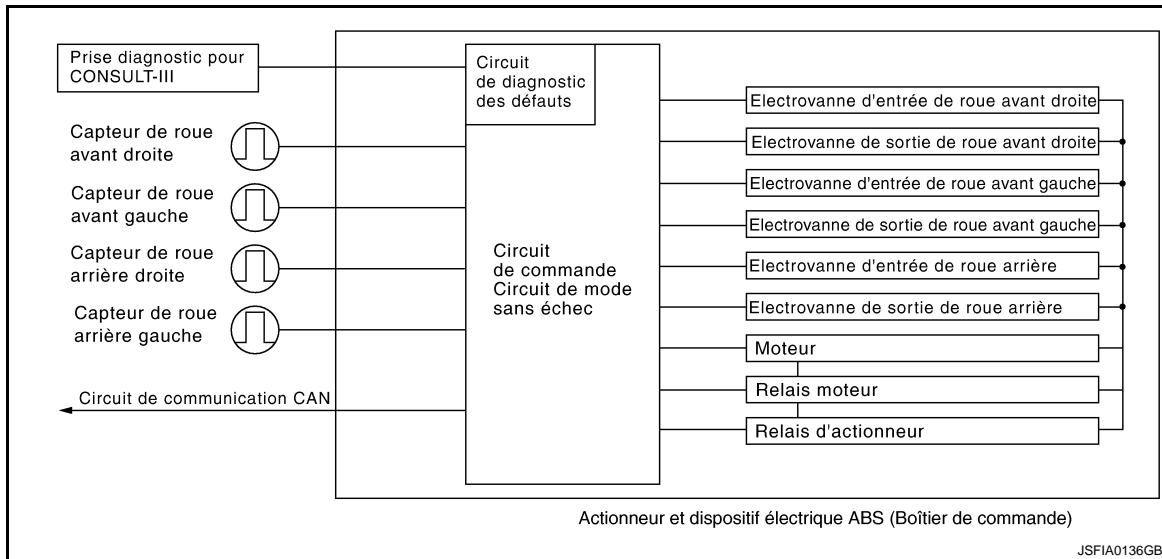 Prise diagnostic pour
CONSULT-III
Circuit
de diagnostic
des défauts
Capteur de roue
avant droite
Capteur de roue
avant gauche
Capteur de roue
arrière droite
Capteur de roue
arrière gauche
Circuit de communication CAN
Circuit
de commande
Circuit de mode
sans échec
Electrovanne d'entrée de roue avant droite
Electrovanne de sortie de roue avant droite
Electrovanne d'entrée de roue avant gauche
Electrovanne de sortie de roue avant gauche
Electrovanne d'entrée de roue arrière
Electrovanne de sortie de roue arrière
Moteur
Relais moteur
Relais d'actionneur
Actionneur et dispositif électrique ABS (Boîtier de commande)
JSFIA0136GB